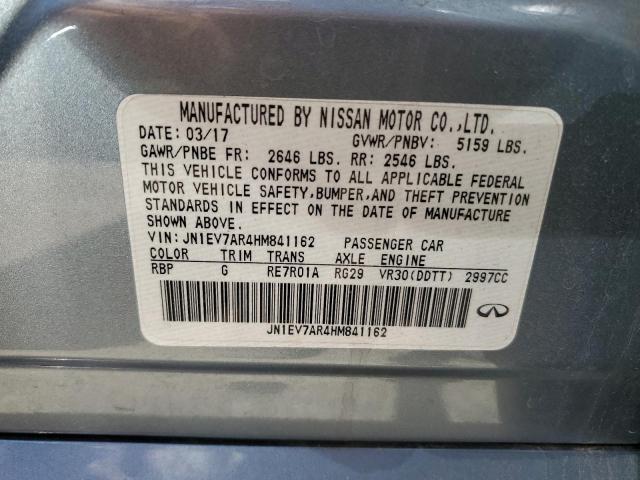 MANUFACTURED BY NISSAN MOTOR CO.,LTD.
DATE: 03/17 GVWR/PNBV: 5159 LBS.
GAWR/PNBE FR: 2646 LBS. RR: 2546 LBS.
THIS VEHICLE CONFORMS TO ALL APPLICABLE FEDERAL
MOTOR VEHICLE SAFETY,BUMPER,AND THEFT PREVENTION
STANDARDS IN EFFECT ON THE DATE OF MANUFACTURE
SHOWN ABOVE.
VIN: JN1EV7AR4HM841162 PASSENGER CAR
COLOR TRIM TRANS AXLE ENGINE
RBP G RE7R01A RG29 VR30(DDTT) 2997CC
JN1EV7AR4HM841162